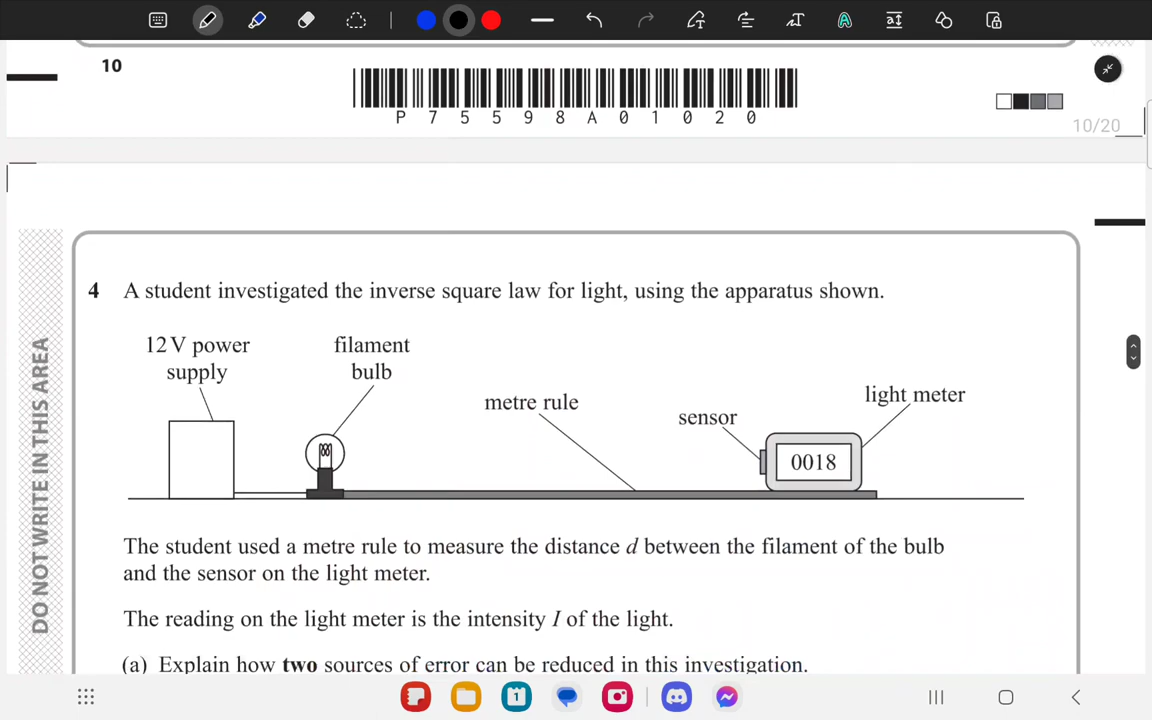 10
P 7 5 5 9 8 A 0 1 0 2 0
10/20
DO NOT WRITE IN THIS AREA
4 A student investigated the inverse square law for light, using the apparatus shown.
12 V power
supply
filament
bulb
metre rule
sensor
light meter
0018
The student used a metre rule to measure the distance d between the filament of the bulb
and the sensor on the light meter.
The reading on the light meter is the intensity I of the light.
(a) Explain how two sources of error can be reduced in this investigation.